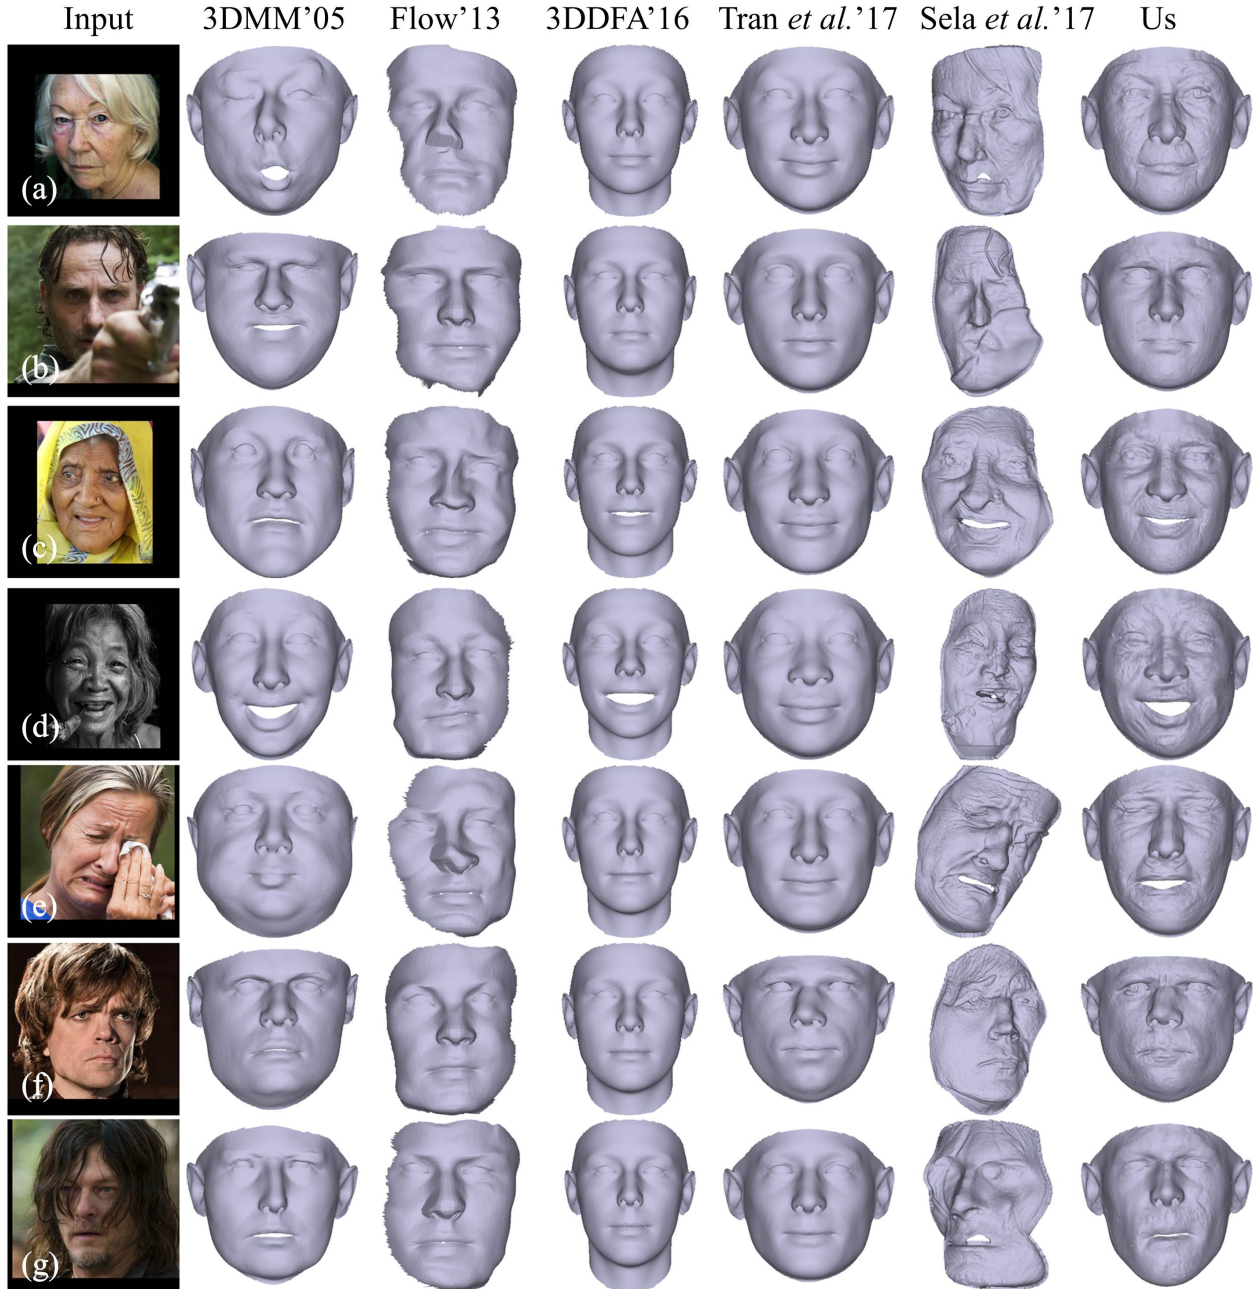 Input 3DMM’05 Flow’13 3DDFA’16 Tran et al.’17 Sela et al.’17 Us
(a)
(b)
(c)
(d)
(e)
(f)
(g)